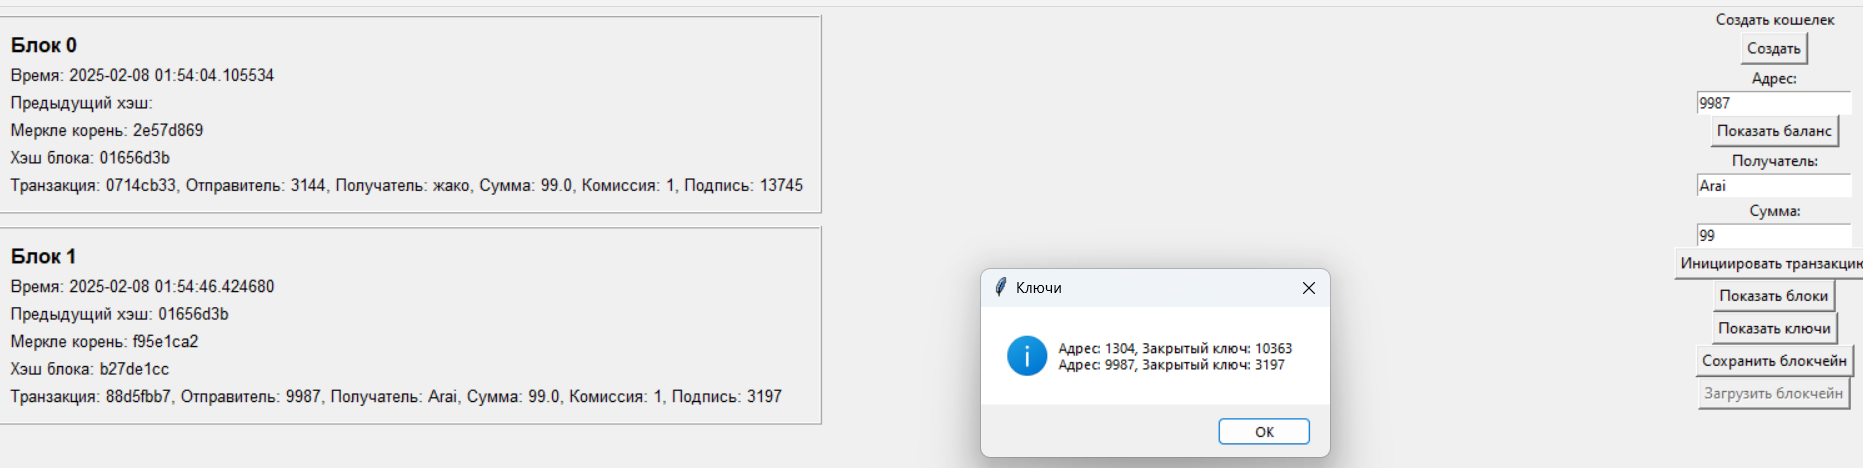 Блок 0
Время: 2025-02-08 01:54:04.105534
Предыдущий хэш:
Меркле корень: 2e57d869
Хэш блока: 01656d3b
Транзакция: 0714cb33, Отправитель: 3144, Получатель: жако, Сумма: 99.0, Комиссия: 1, Подпись: 13745
Блок 1
Время: 2025-02-08 01:54:46.424680
Предыдущий хэш: 01656d3b
Меркле корень: f95e1ca2
Хэш блока: b27de1cc
Транзакция: 88d5fbb7, Отправитель: 9987, Получатель: Arai, Сумма: 99.0, Комиссия: 1, Подпись: 3197
Ключи
Адрес: 1304, Закрытый ключ: 10363
Адрес: 9987, Закрытый ключ: 3197
OK
Создать кошелек
Создать
Адрес:
9987
Показать баланс
Получатель:
Arai
Сумма:
99
Инициировать транзакцию
Показать блоки
Показать ключи
Сохранить блокчейн
Загрузить блокчейн